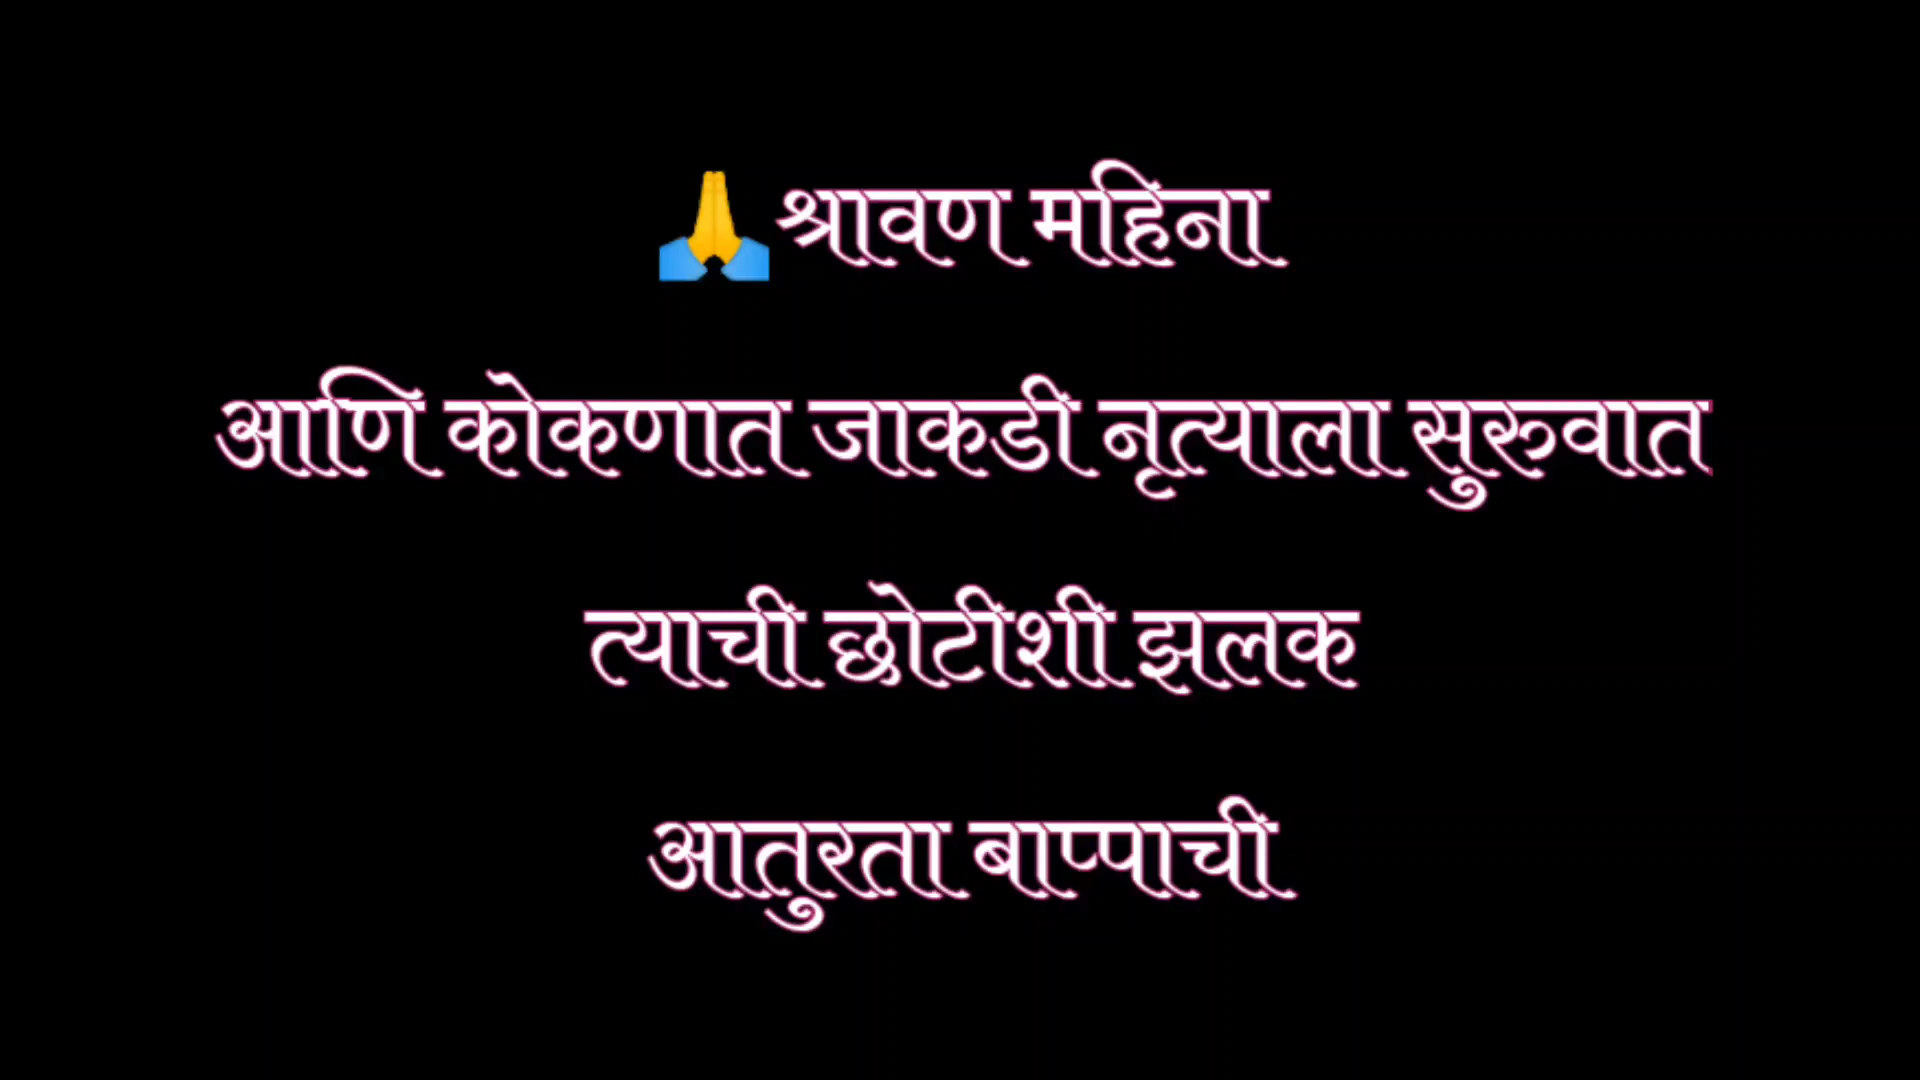 🙏श्रावण महिना
आणि कोकणात जाकडी नृत्याला सुरुवात
त्याची छोटीशी झलक
आतुरता बाप्पाची